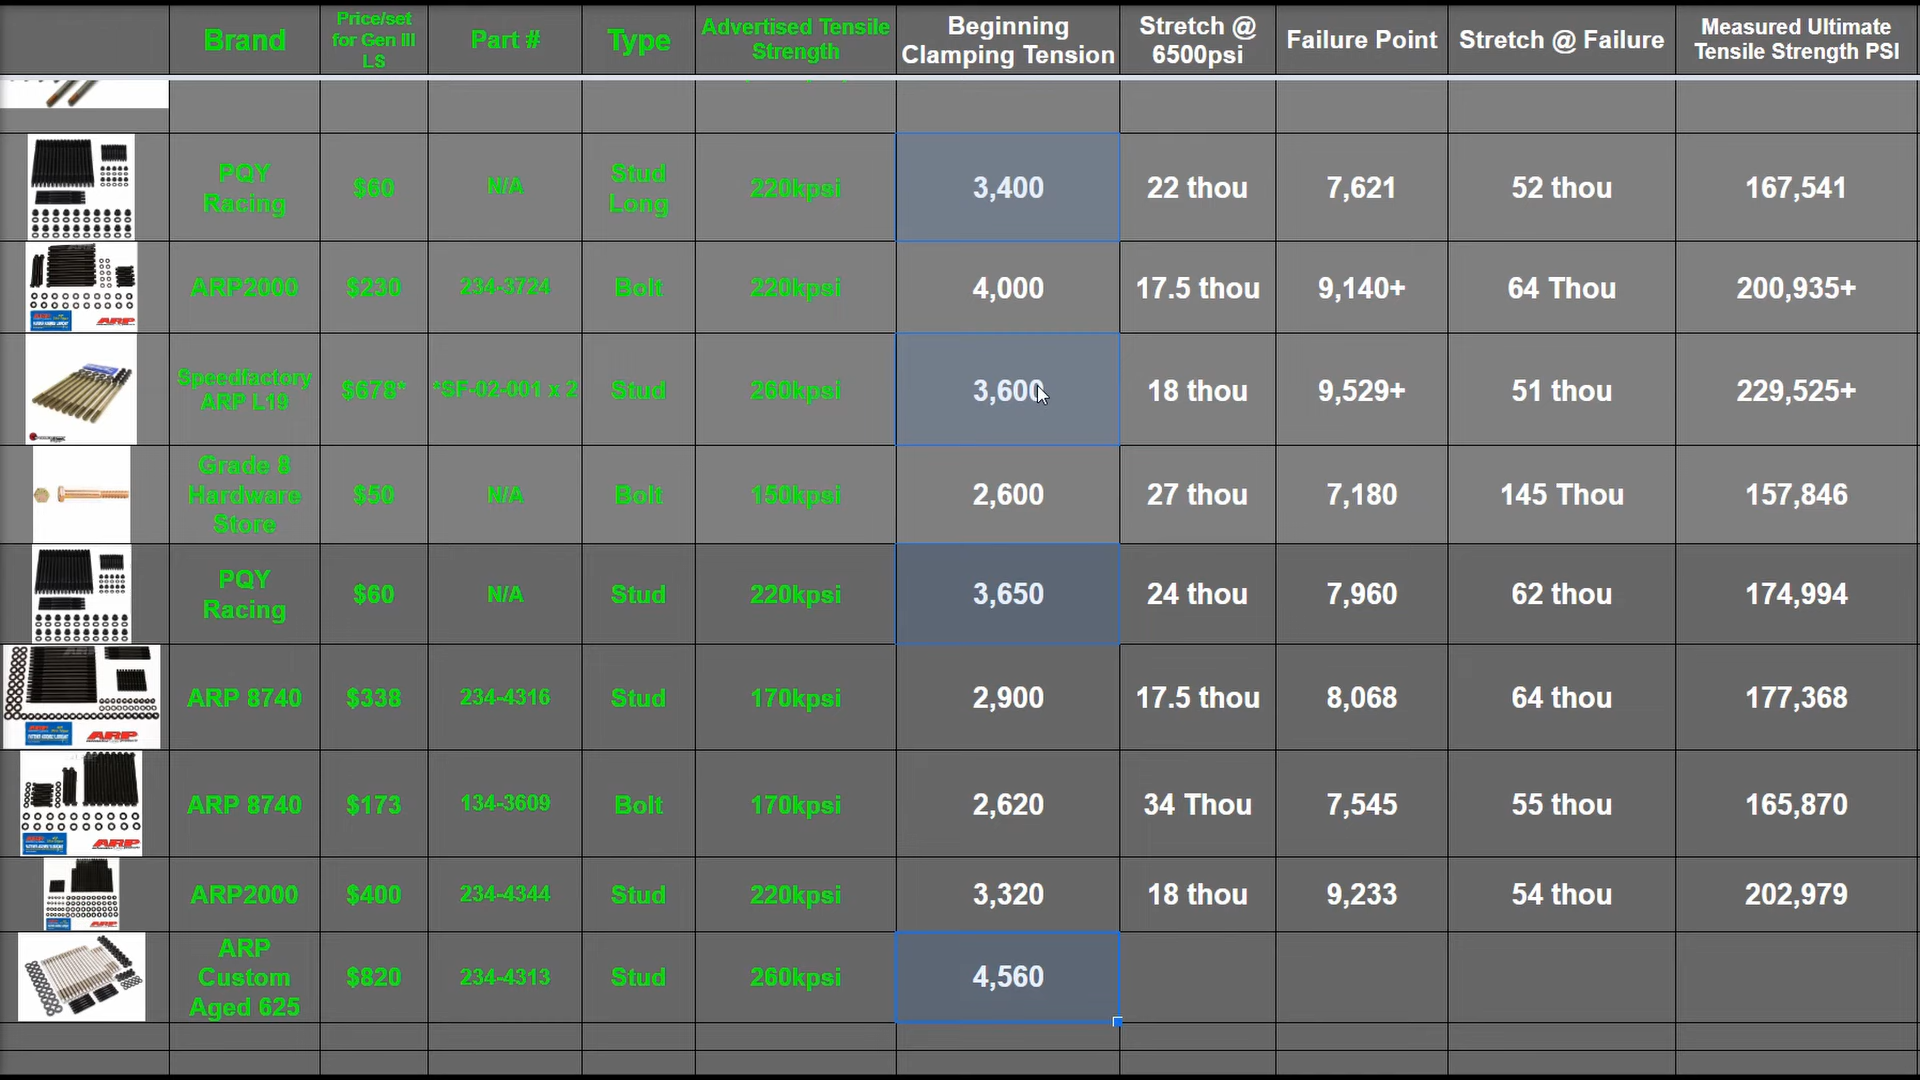 Brand
Price/set
for Gen III
LS
Part #
Type
Advertised Tensile
Strength
Beginning
Clamping Tension
Stretch @
6500psi
Failure Point
Stretch @ Failure
Measured Ultimate
Tensile Strength PSI
PQY
Racing
$60
N/A
Stud
Long
220kpsi
3,400
22 thou
7,621
52 thou
167,541
ARP2000
$230
234-3724
Bolt
220kpsi
4,000
17.5 thou
9,140+
64 Thou
200,935+
ARP
Speedfactory
ARP L19
$678*
*SF-02-001 x 2
Stud
260kpsi
3,600
18 thou
9,529+
51 thou
229,525+
Grade 8
Hardware
Store
$50
N/A
Bolt
150kpsi
2,600
27 thou
7,180
145 Thou
157,846
PQY
Racing
$60
N/A
Stud
220kpsi
3,650
24 thou
7,960
62 thou
174,994
ARP
ARP 8740
$338
234-4316
Stud
170kpsi
2,900
17.5 thou
8,068
64 thou
177,368
ARP
ARP 8740
$173
134-3609
Bolt
170kpsi
2,620
34 Thou
7,545
55 thou
165,870
ARP
ARP2000
$400
234-4344
Stud
220kpsi
3,320
18 thou
9,233
54 thou
202,979
ARP
Custom
Aged 625
$820
234-4313
Stud
260kpsi
4,560